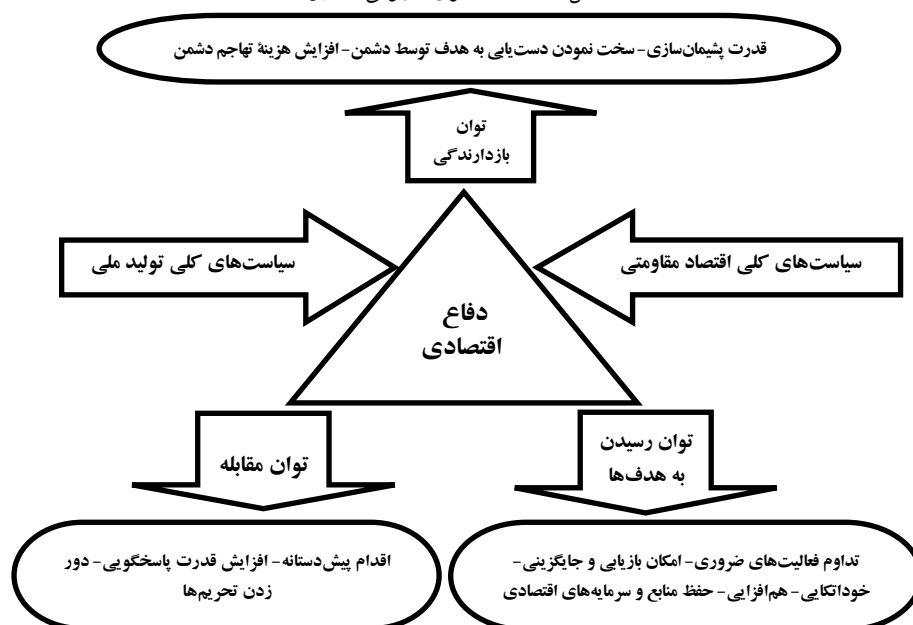 قدرت پشیمان‌سازی- سخت نمودن دست‌یابی به هدف توسط دشمن- افزایش هزینۀ تهاجم دشمن
توان
بازدارندگی
سیاست‌های کلی اقتصاد مقاومتی
سیاست‌های کلی تولید ملی
دفاع
اقتصادی
توان رسیدن
به هدف‌ها
توان مقابله
تداوم فعالیت‌های ضروری- امکان بازیابی و جایگزینی-
خوداتکایی- هم‌افزایی- حفظ منابع و سرمایه‌های اقتصادی
اقدام پیش‌دستانه- افزایش قدرت پاسخگویی- دور
زدن تحریم‌ها